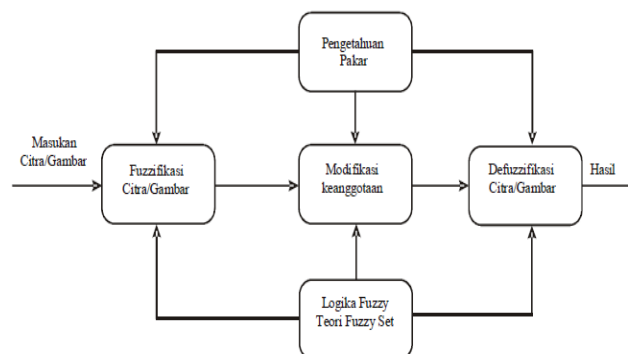 Pengetahuan
Pakar
Masukan
Citra/Gambar
Fuzzifikasi
Citra/Gambar
Modifikasi
keanggotaan
Defuzzifikasi
Citra/Gambar
Hasil
Logika Fuzzy
Teori Fuzzy Set